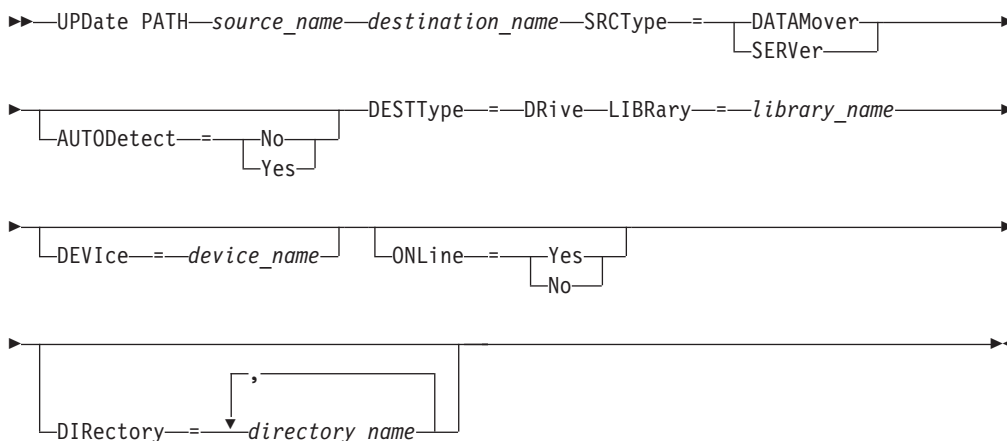 UPDate PATH source_name destination_name SRCType = DATAMover
SERVer
AUTODetect = No
Yes
DESTType = DRive LIBRary = library_name
DEVIce = device_name
ONLine = Yes
No
DIRectory = directory_name
,